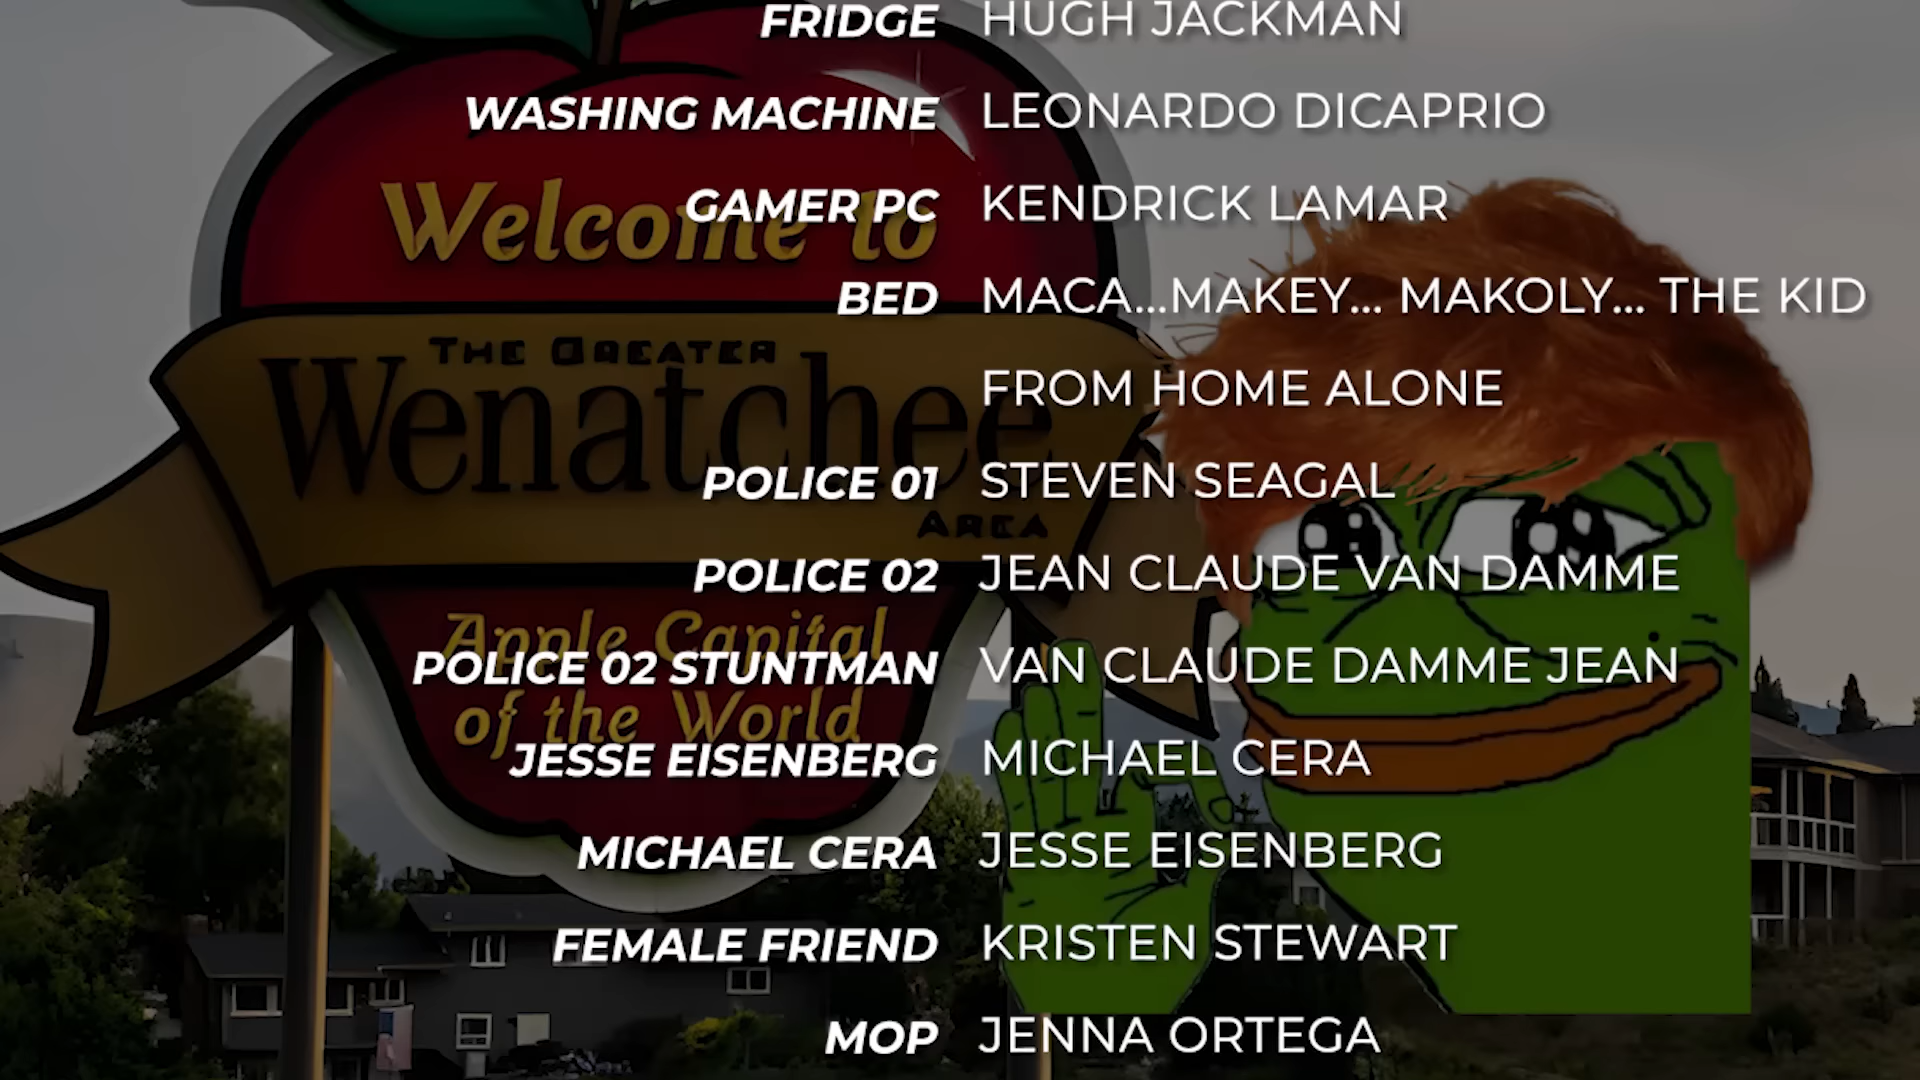 FRIDGE HUGH JACKMAN
WASHING MACHINE LEONARDO DICAPRIO
GAMER PC KENDRICK LAMAR
BED MACA...MAKEY... MAKOLY... THE KID
FROM HOME ALONE
POLICE 01 STEVEN SEAGAL
POLICE 02 JEAN CLAUDE VAN DAMME
POLICE 02 STUNTMAN VAN CLAUDE DAMME JEAN
JESSE EISENBERG MICHAEL CERA
MICHAEL CERA JESSE EISENBERG
FEMALE FRIEND KRISTEN STEWART
MOP JENNA ORTEGA
Welcome to
THE GREATER
Wenatchee
AREA
Apple Capital
of the World